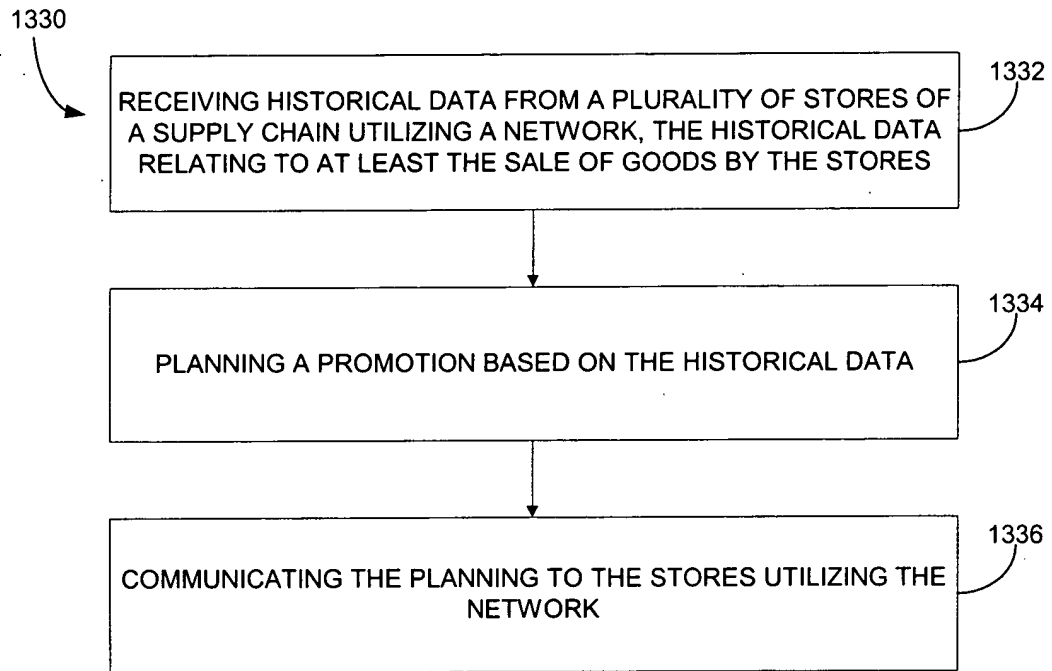 1330
1332
RECEIVING HISTORICAL DATA FROM A PLURALITY OF STORES OF
A SUPPLY CHAIN UTILIZING A NETWORK, THE HISTORICAL DATA
RELATING TO AT LEAST THE SALE OF GOODS BY THE STORES
1334
PLANNING A PROMOTION BASED ON THE HISTORICAL DATA
1336
COMMUNICATING THE PLANNING TO THE STORES UTILIZING THE
NETWORK